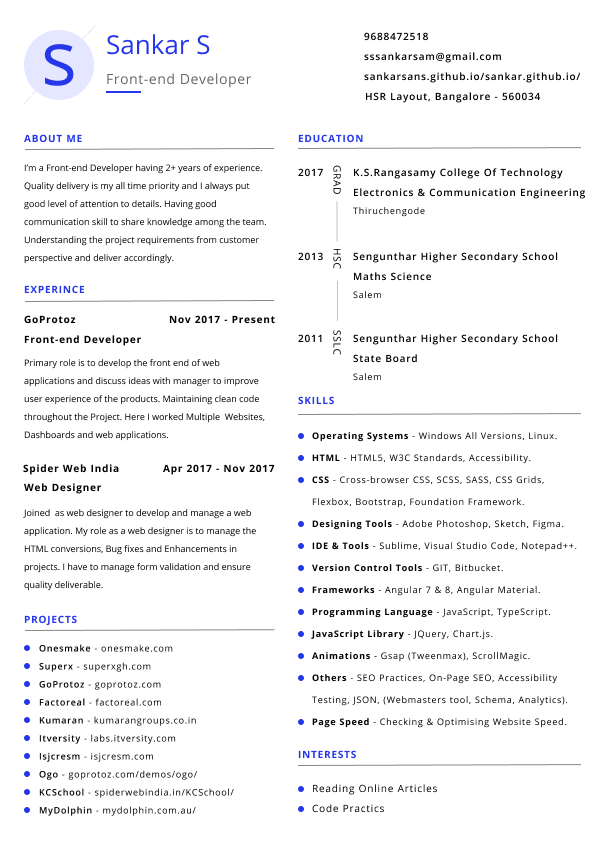 S
Sankar S
Front-end Developer
9688472518
sssankarsam@gmail.com
sankarsans.github.io/sankar.github.io/
HSR Layout, Bangalore - 560034
ABOUT ME
I'm a Front-end Developer having 2+ years of experience.
Quality delivery is my all time priority and I always put
good level of attention to details. Having good
communication skill to share knowledge among the team.
Understanding the project requirements from customer
perspective and deliver accordingly.
EXPERINCE
GoProtoz Nov 2017 - Present
Front-end Developer
Primary role is to develop the front end of web
applications and discuss ideas with manager to improve
user experience of the products. Maintaining clean code
throughout the Project. Here I worked Multiple Websites,
Dashboards and web applications.
Spider Web India Apr 2017 - Nov 2017
Web Designer
Joined as web designer to develop and manage a web
application. My role as a web designer is to manage the
HTML conversions, Bug fixes and Enhancements in
projects. I have to manage form validation and ensure
quality deliverable.
PROJECTS
Onesmake - onesmake.com
Superx - superxgh.com
GoProtoz - goprotoz.com
Factoreal - factoreal.com
Kumaran - kumarangroups.co.in
Itversity - labs.itversity.com
Isjcresm - isjcresm.com
Ogo - goprotoz.com/demos/ogo/
KCSchool - spiderwebindia.in/KCSchool/
MyDolphin - mydolphin.com.au/
EDUCATION
2017 GRAD K.S.Rangasamy College Of Technology
Electronics & Communication Engineering
Thiruchengode
2013 HSC Sengunthar Higher Secondary School
Maths Science
Salem
2011 SSLC Sengunthar Higher Secondary School
State Board
Salem
SKILLS
Operating Systems - Windows All Versions, Linux.
HTML - HTML5, W3C Standards, Accessibility.
CSS - Cross-browser CSS, SCSS, SASS, CSS Grids,
Flexbox, Bootstrap, Foundation Framework.
Designing Tools - Adobe Photoshop, Sketch, Figma.
IDE & Tools - Sublime, Visual Studio Code, Notepad++.
Version Control Tools - GIT, Bitbucket.
Frameworks - Angular 7 & 8, Angular Material.
Programming Language - JavaScript, TypeScript.
JavaScript Library - JQuery, Chart.js.
Animations - Gsap (Tweenmax), ScrollMagic.
Others - SEO Practices, On-Page SEO, Accessibility
Testing, JSON, (Webmasters tool, Schema, Analytics).
Page Speed - Checking & Optimising Website Speed.
INTERESTS
Reading Online Articles
Code Practics